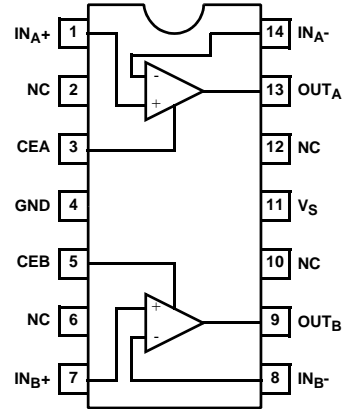 IN_A+ 1 14 IN_A-
- +
NC 2 13 OUT_A
CEA 3 12 NC
GND 4 11 V_S
CEB 5 10 NC
+ -
NC 6 9 OUT_B
IN_B+ 7 8 IN_B-